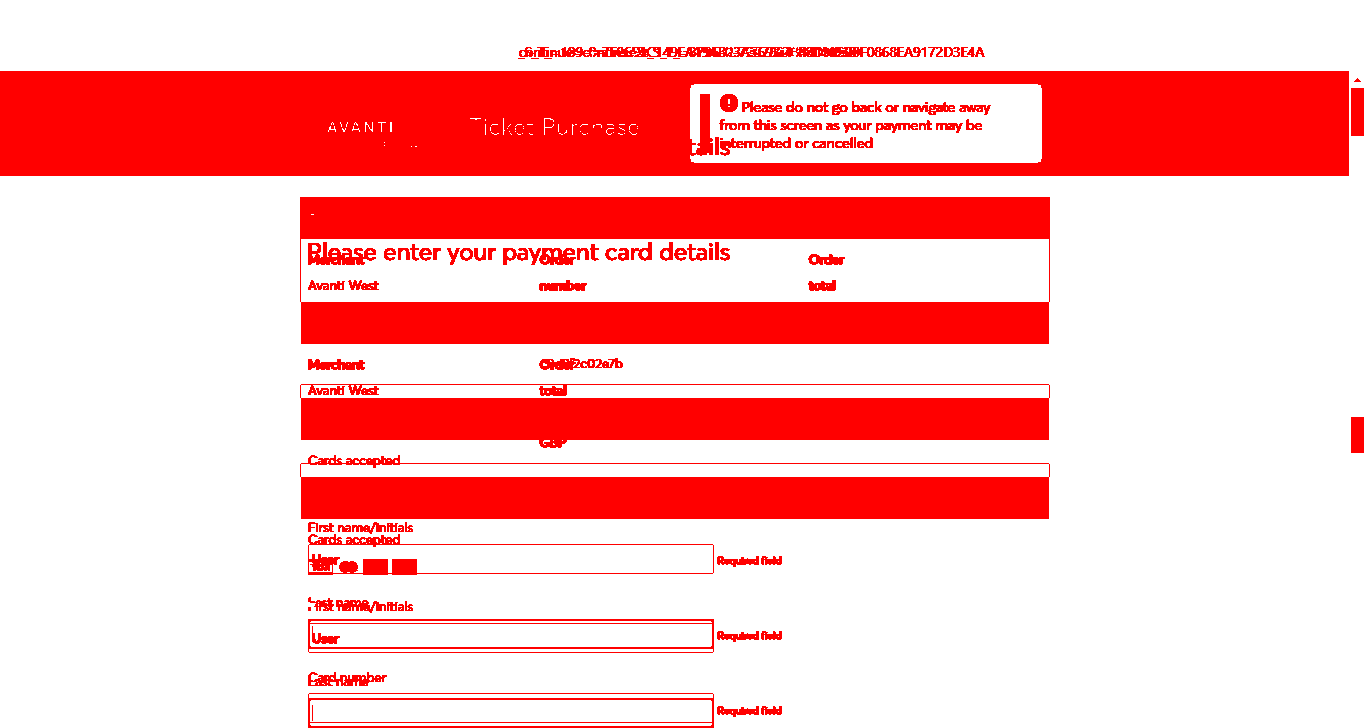 AVANTI
Ticket Purchase
Please do not go back or navigate away
from this screen as your payment may be
interrupted or cancelled
tails
Please enter your payment card details
Merchant
Order
Order
Avanti West
number
total
Merchant
Order
2c02e7b
Avanti West
total
GBP
Cards accepted
First name/Initials
Cards accepted
User
Required field
Last name
First name/Initials
User
Required field
Card number
Last name
Required field